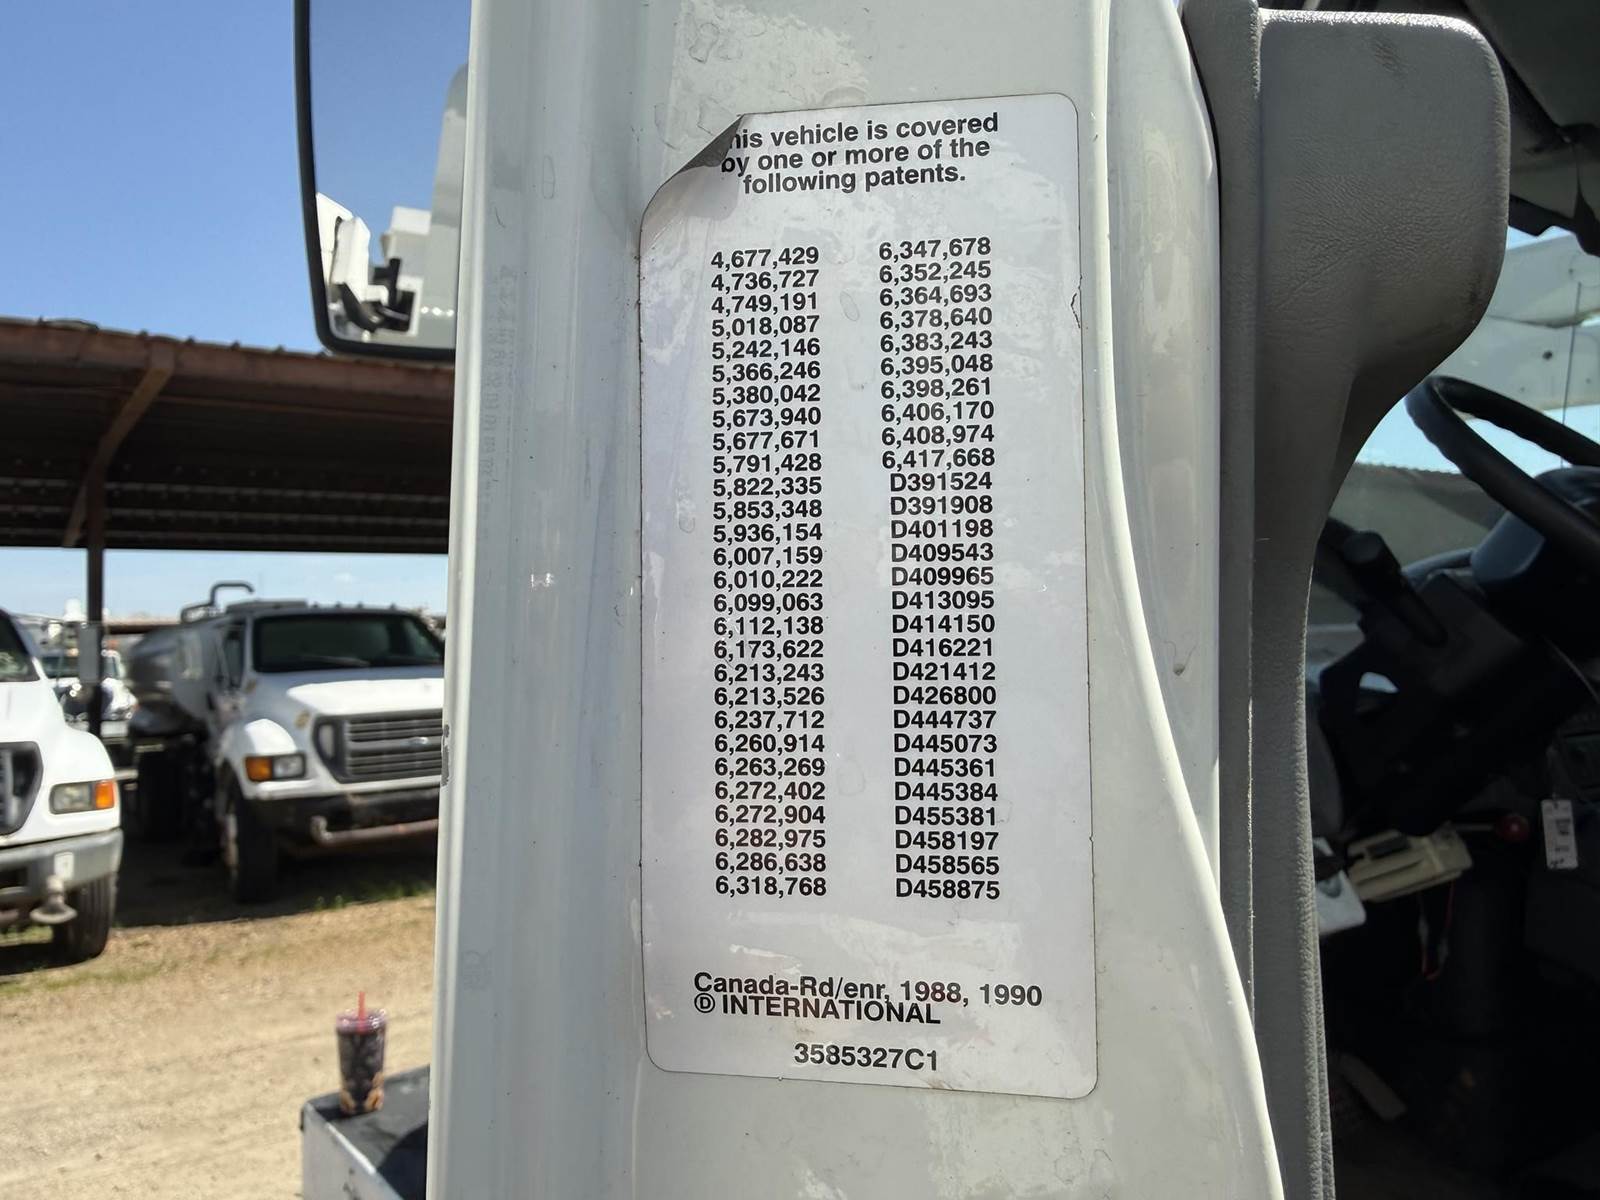 his vehicle is covered
by one or more of the
following patents.
4,677,429 6,347,678
4,736,727 6,352,245
4,749,191 6,364,693
5,018,087 6,378,640
5,242,146 6,383,243
5,366,246 6,395,048
5,380,042 6,398,261
5,673,940 6,406,170
5,677,671 6,408,974
5,791,428 6,417,668
5,822,335 D391524
5,853,348 D391908
5,936,154 D401198
6,007,159 D409543
6,010,222 D409965
6,099,063 D413095
6,112,138 D414150
6,173,622 D416221
6,213,243 D421412
6,213,526 D426800
6,237,712 D444737
6,260,914 D445073
6,263,269 D445361
6,272,402 D445384
6,272,904 D455381
6,282,975 D458197
6,286,638 D458565
6,318,768 D458875
Canada-Rd/enr, 1988, 1990
Ⓓ INTERNATIONAL
3585327C1